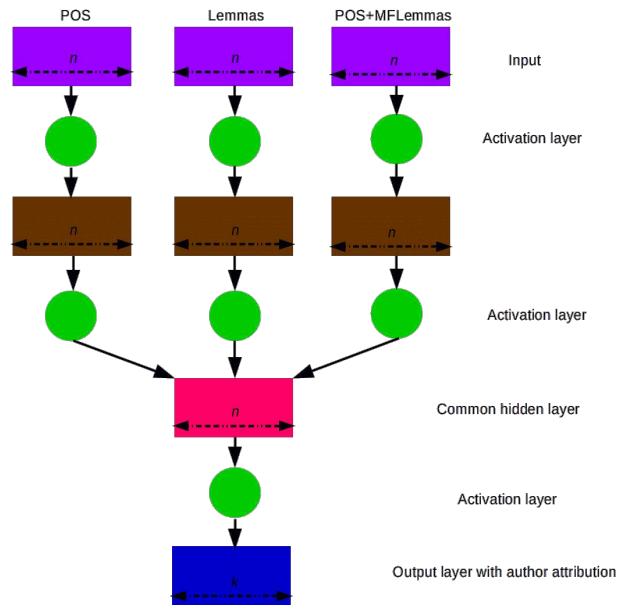 POS Lemmas POS+MFLemmas
n n n Input
Activation layer
n n n
Activation layer
n Common hidden layer
Activation layer
k Output layer with author attribution